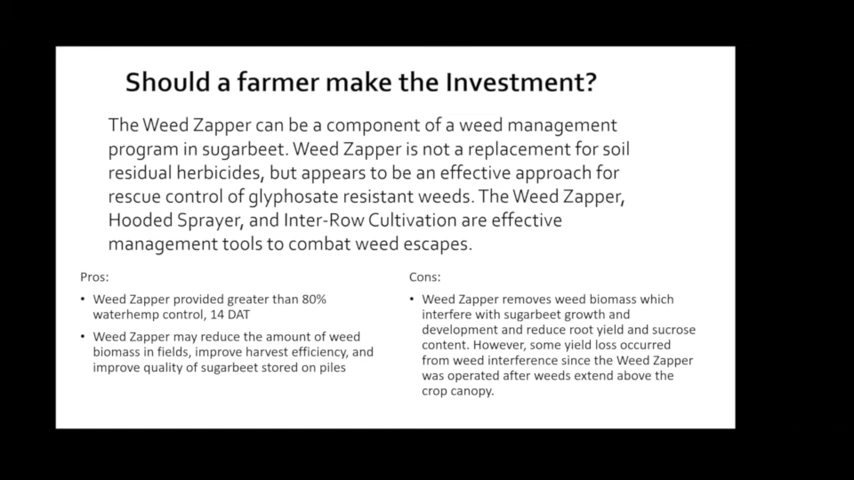 Should a farmer make the Investment?
The Weed Zapper can be a component of a weed management
program in sugarbeet. Weed Zapper is not a replacement for soil
residual herbicides, but appears to be an effective approach for
rescue control of glyphosate resistant weeds. The Weed Zapper,
Hooded Sprayer, and Inter-Row Cultivation are effective
management tools to combat weed escapes.
Pros:
• Weed Zapper provided greater than 80%
waterhemp control, 14 DAT
• Weed Zapper may reduce the amount of weed
biomass in fields, improve harvest efficiency, and
improve quality of sugarbeet stored on piles
Cons:
• Weed Zapper removes weed biomass which
interfere with sugarbeet growth and
development and reduce root yield and sucrose
content. However, some yield loss occurred
from weed interference since the Weed Zapper
was operated after weeds extend above the
crop canopy.